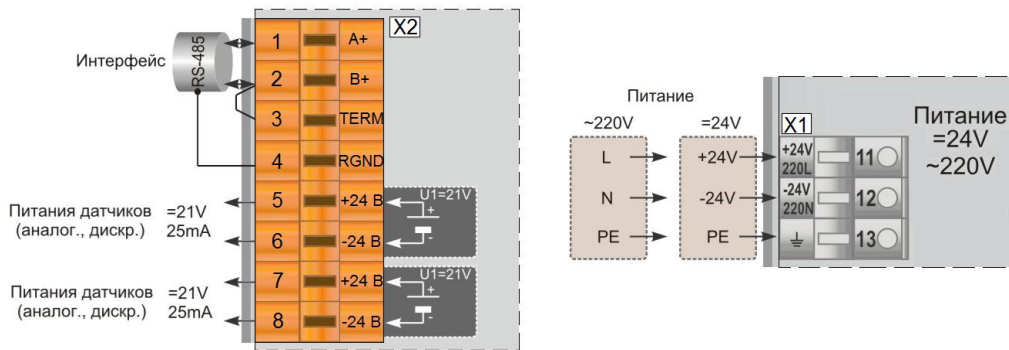 X2
Интерфейс
RS-485
1 A+
2 B+
3 TERM
4 RGND
5 +24 В
6 -24 В
7 +24 В
8 -24 В
U1=21V
+
-
U1=21V
+
-
Питания датчиков =21V
(аналог., дискр.) 25mA
Питания датчиков =21V
(аналог., дискр.) 25mA
Питание
~220V =24V
L +24V
N -24V
PE PE
X1
+24V
220L
11
-24V
220N
12
13
Питание
=24V
~220V